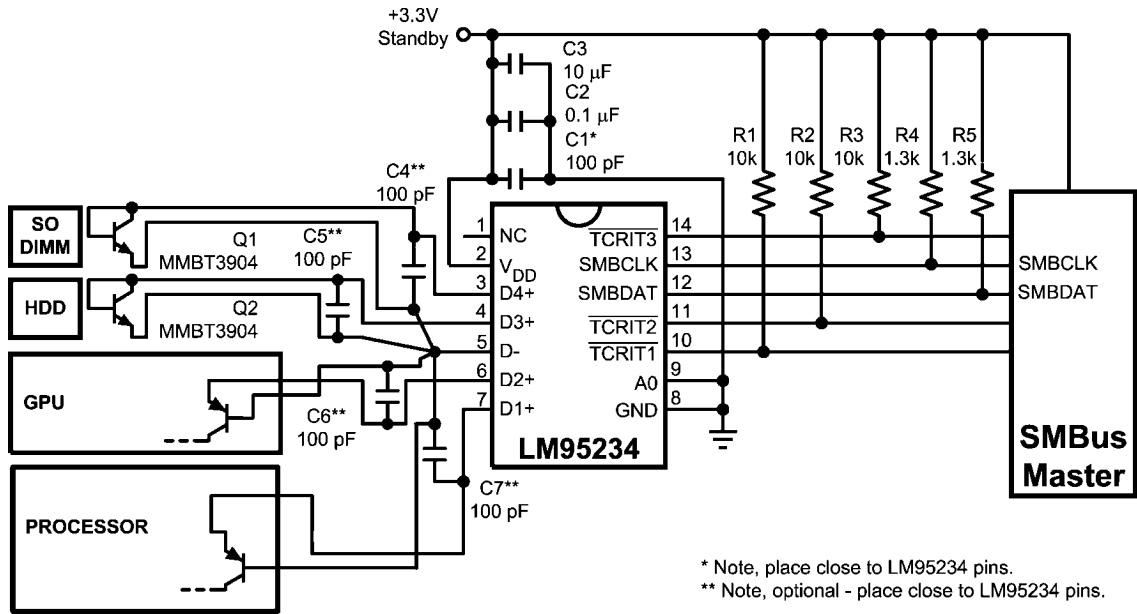 +3.3V
Standby
C3
10 µF
C2
0.1 µF
C1*
100 pF
C4**
100 pF
R1
10k
R2
10k
R3
10k
R4
1.3k
R5
1.3k
SO
DIMM
Q1
MMBT3904
C5**
100 pF
HDD
Q2
MMBT3904
GPU
C6**
100 pF
PROCESSOR
C7**
100 pF
1
NC
2
VDD
3
D4+
4
D3+
5
D-
6
D2+
7
D1+
14
TCRIT3
13
SMBCLK
12
SMBDAT
11
TCRIT2
10
TCRIT1
9
A0
8
GND
LM95234
SMBCLK
SMBDAT
SMBus
Master
* Note, place close to LM95234 pins.
** Note, optional - place close to LM95234 pins.